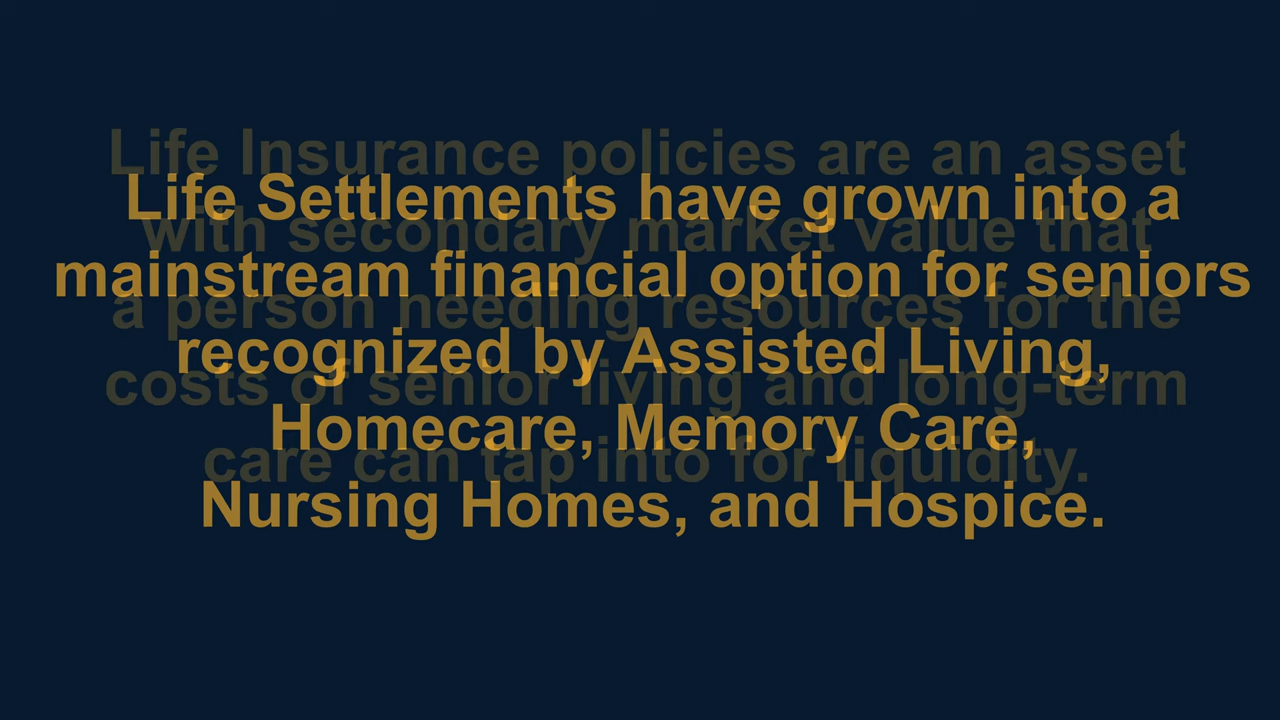 Life Insurance policies are an asset
with secondary market value that
a person needing resources for the
costs of senior living and long-term
care can tap into for liquidity.
Life Settlements have grown into a
mainstream financial option for seniors
recognized by Assisted Living,
Homecare, Memory Care,
Nursing Homes, and Hospice.